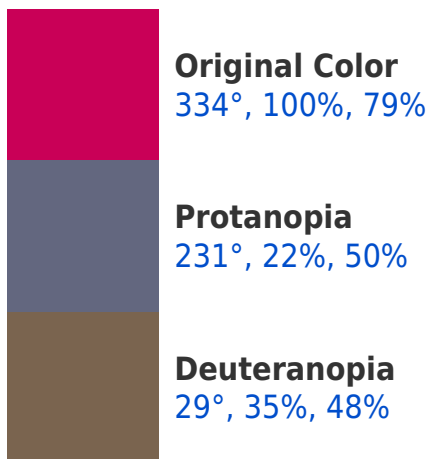 Original Color
334°, 100%, 79%
Protanopia
231°, 22%, 50%
Deuteranopia
29°, 35%, 48%